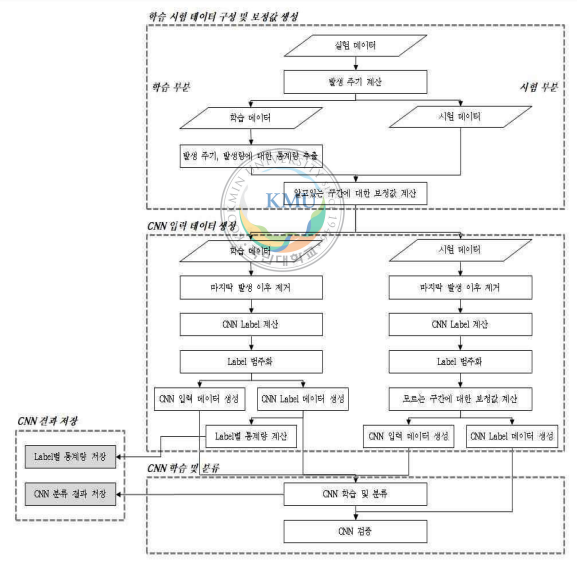 학습 시험 데이터 구성 및 보정값 생성
실험 데이터
발생 주기 계산
학습 부분
시험 부분
학습 데이터
시험 데이터
발생 주기, 발생량에 대한 통계량 추출
알고있는 구간에 대한 보정값 계산
KMU
CNN 입력 데이터 생성
학습 데이터
시험 데이터
마지막 발생 이후 제거
마지막 발생 이후 제거
CNN Label 계산
CNN Label 계산
Label 범주화
Label 범주화
CNN 입력 데이터 생성
CNN Label 데이터 생성
모르는 구간에 대한 보정값 계산
CNN 결과 저장
Label별 통계량 계산
CNN 입력 데이터 생성
CNN Label 데이터 생성
Label별 통계량 저장
CNN 학습 및 분류
CNN 분류 결과 저장
CNN 학습 및 분류
CNN 검증